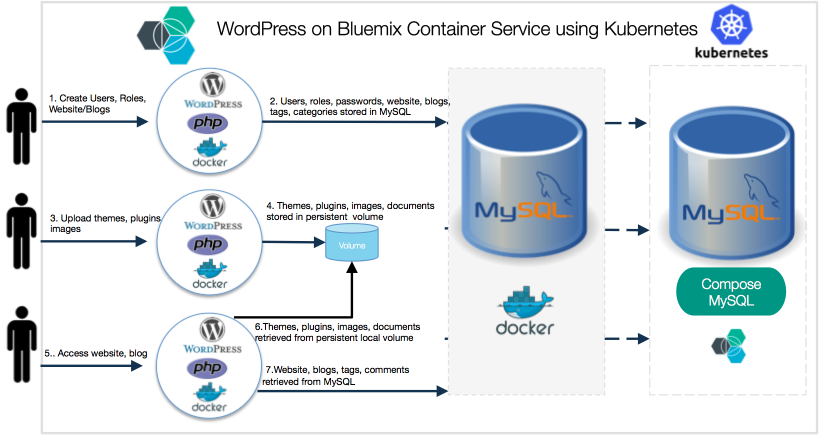 WordPress on Bluemix Container Service using Kubernetes
kubernetes
1. Create Users, Roles,
Website/Blogs
WORDPRESS
php
docker
2. Users, roles, passwords, website, blogs,
tags, categories stored in MySQL
MySQL
MySQL
3. Upload themes, plugins
images
WORDPRESS
php
docker
4. Themes, plugins, images, documents
stored in persistent volume
Volume
docker
Compose
MySQL
5.. Access website, blog
WORDPRESS
php
docker
6.Themes, plugins, images, documents
retrieved from persistent local volume
7.Website, blogs, tags, comments
retrieved from MySQL